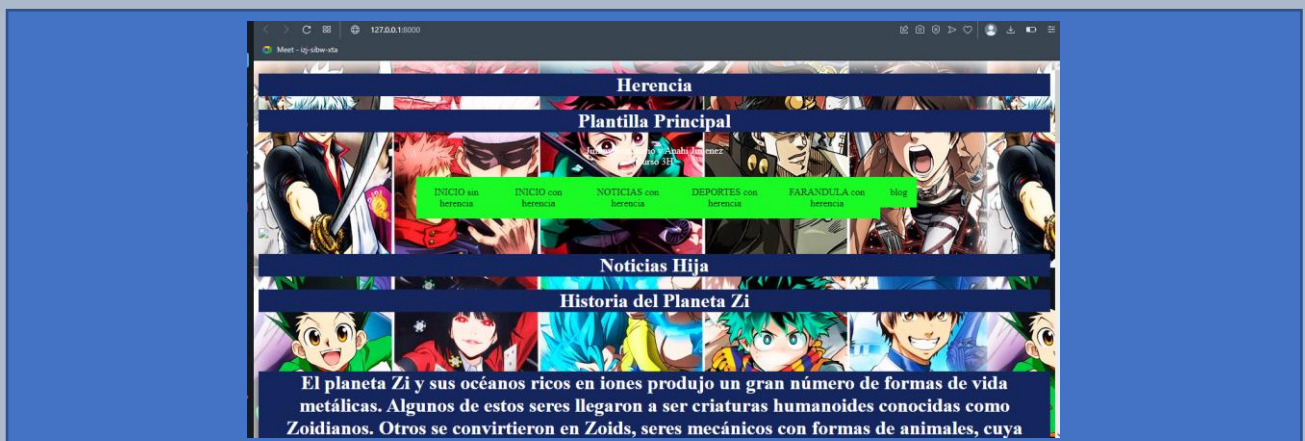 127.0.0.1:8000
Meet - izj-sibw-xta
Herencia
Plantilla Principal
y Anahi Jimenez
3H
INICIO sin herencia
INICIO con herencia
NOTICIAS con herencia
DEPORTES con herencia
FARANDULA con herencia
blog
Noticias Hija
Historia del Planeta Zi
El planeta Zi y sus océanos ricos en iones produjo un gran número de formas de vida
metálicas. Algunos de estos seres llegaron a ser criaturas humanoides conocidas como
Zoidianos. Otros se convirtieron en Zoids, seres mecánicos con formas de animales, cuya